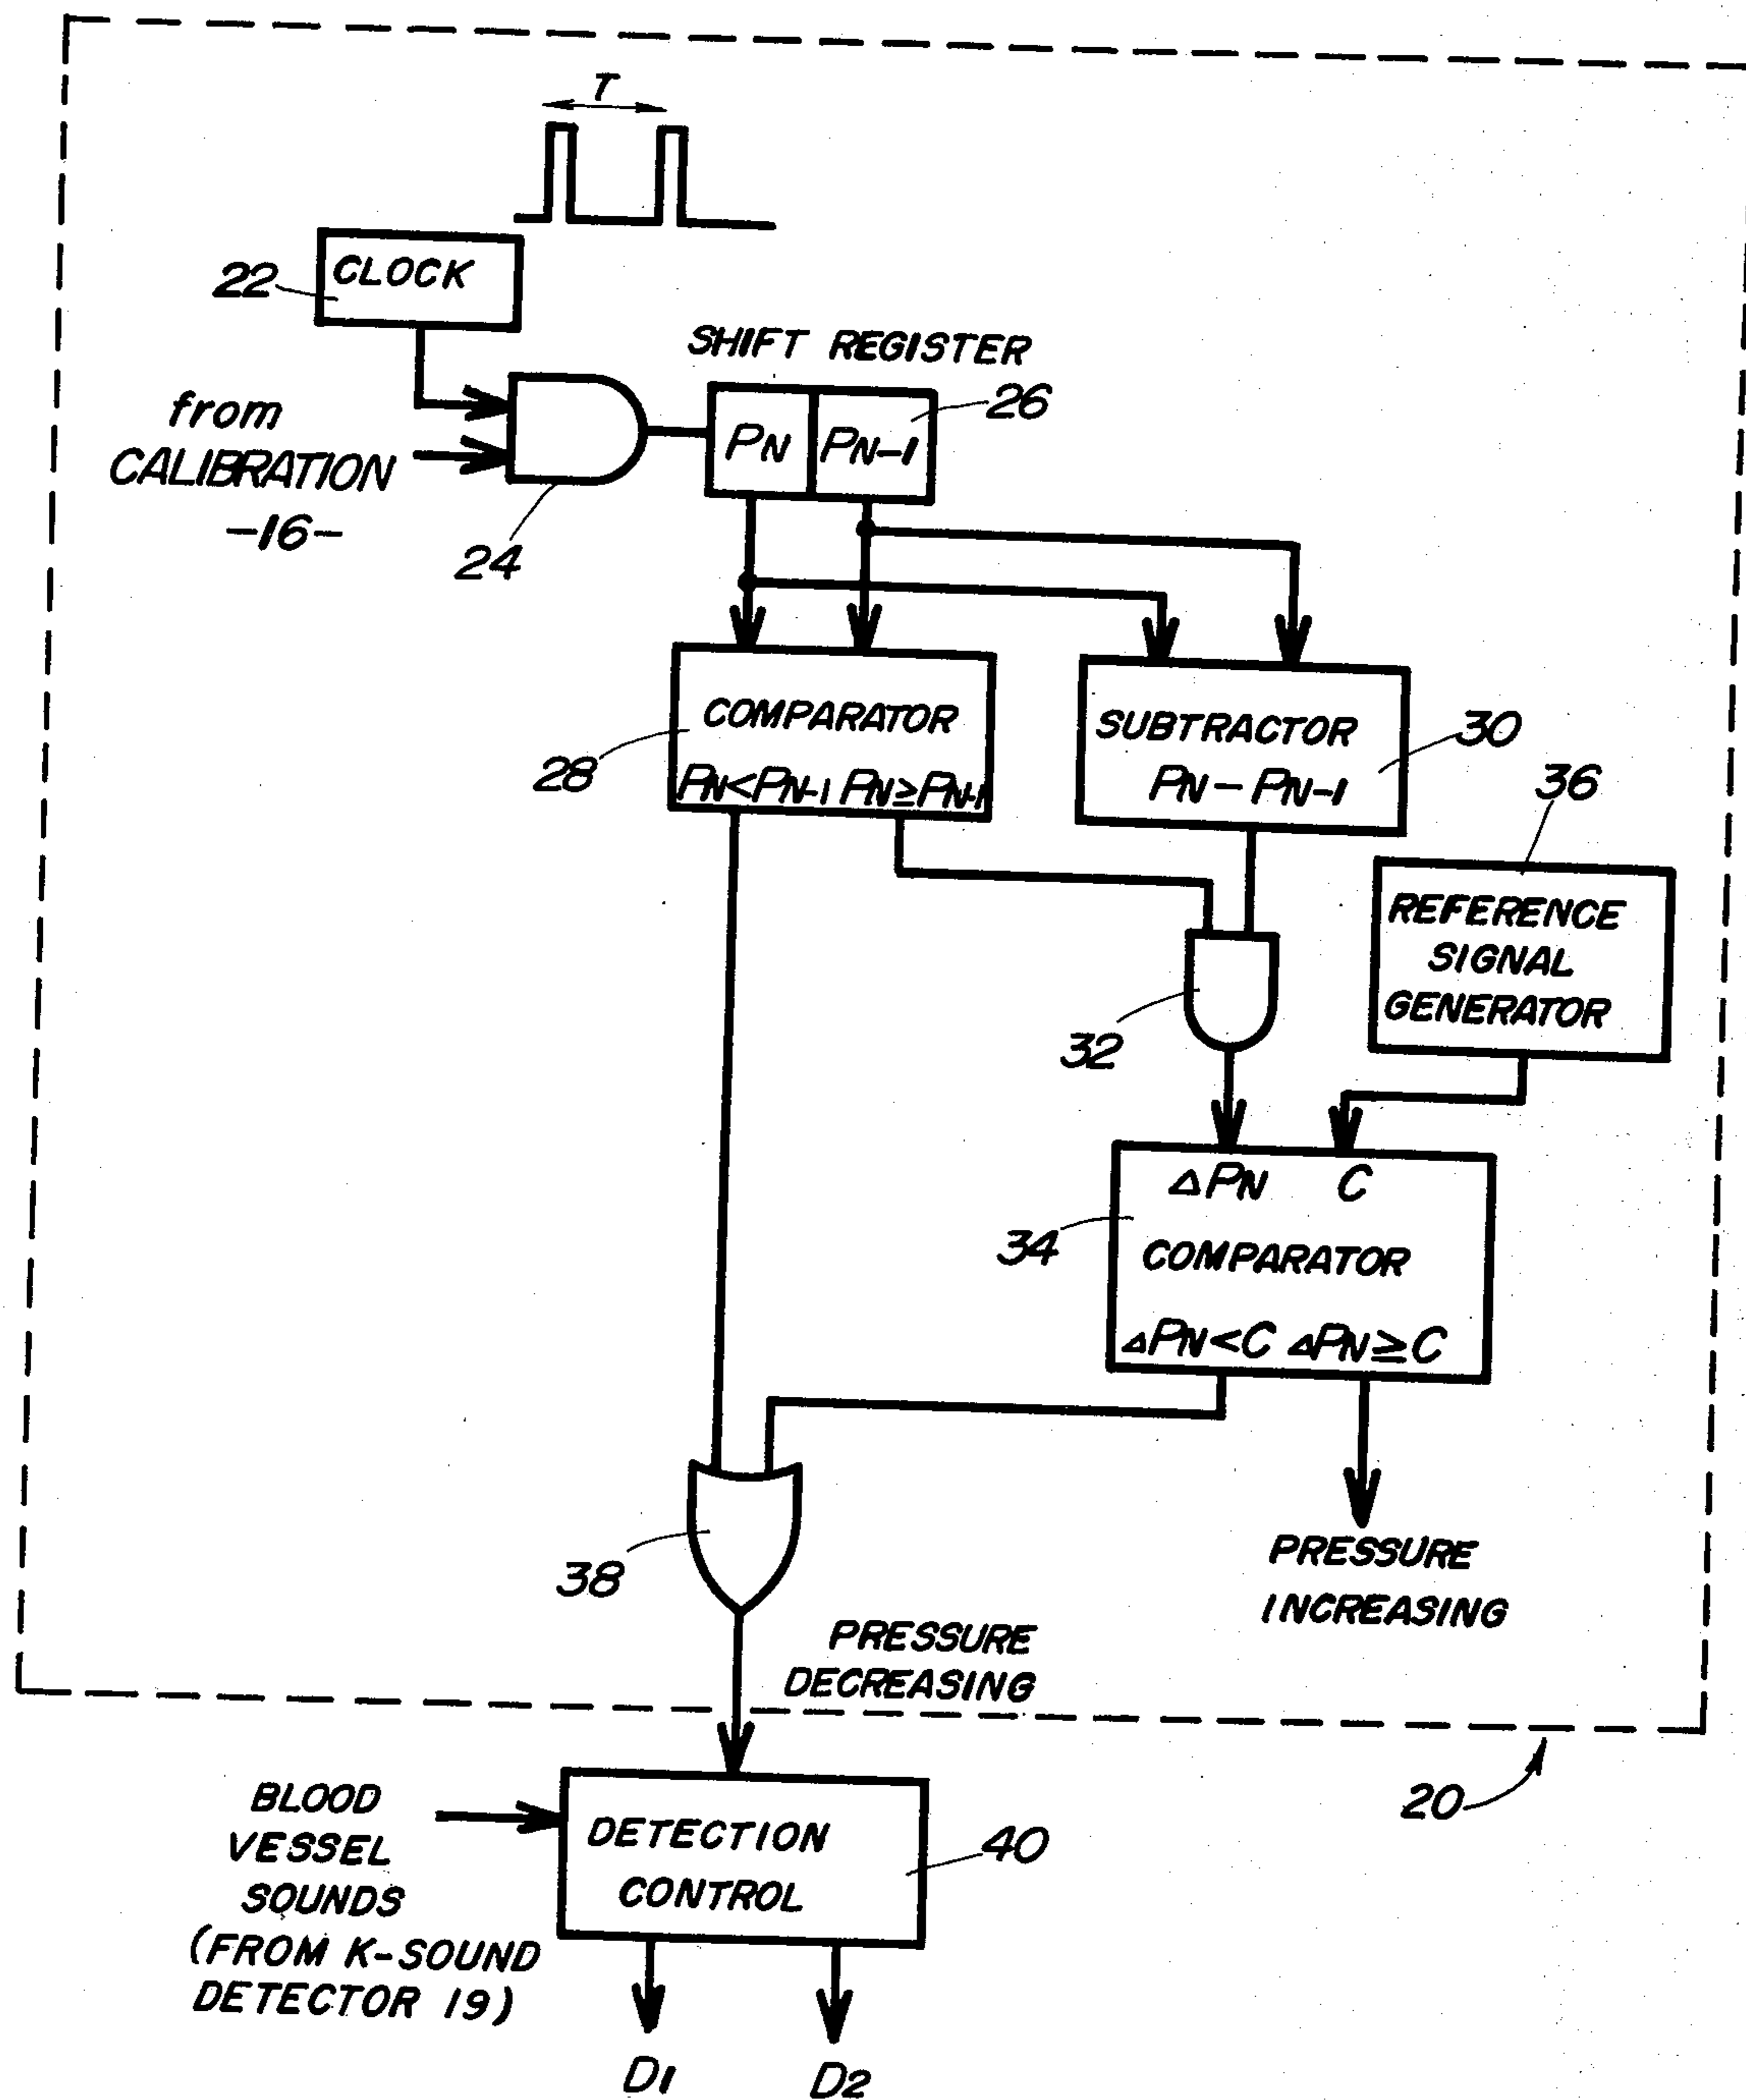 T
CLOCK
22
SHIFT REGISTER
from
CALIBRATION
-16-
24
PN PN-1
26
COMPARATOR
PN<PN-1 PN≥PN-1
28
SUBTRACTOR
PN - PN-1
30
36
REFERENCE
SIGNAL
GENERATOR
32
ΔPN C
COMPARATOR
ΔPN<C ΔPN≥C
34
38
PRESSURE
INCREASING
PRESSURE
DECREASING
20
BLOOD
VESSEL
SOUNDS
(FROM K-SOUND
DETECTOR 19)
DETECTION
CONTROL
40
D1 D2